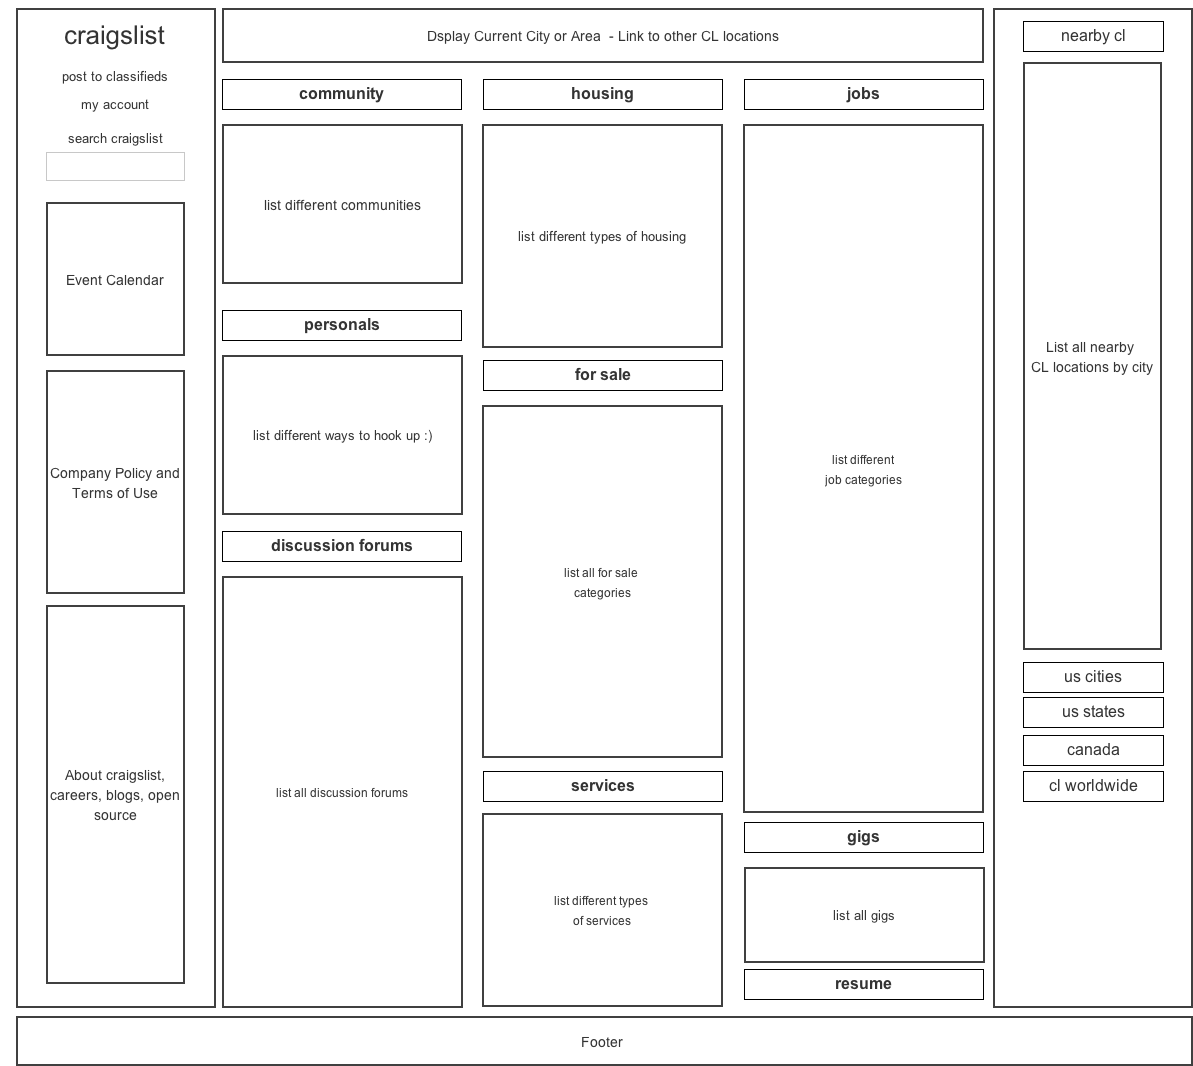 craigslist
post to classifieds
my account
search craigslist
Event Calendar
Company Policy and
Terms of Use
About craigslist,
careers, blogs, open
source
Dsplay Current City or Area  - Link to other CL locations
community
list different communities
personals
list different ways to hook up :)
discussion forums
list all discussion forums
housing
list different types of housing
for sale
list all for sale
categories
services
list different types
of services
jobs
list different
job categories
gigs
list all gigs
resume
nearby cl
List all nearby
CL locations by city
us cities
us states
canada
cl worldwide
Footer